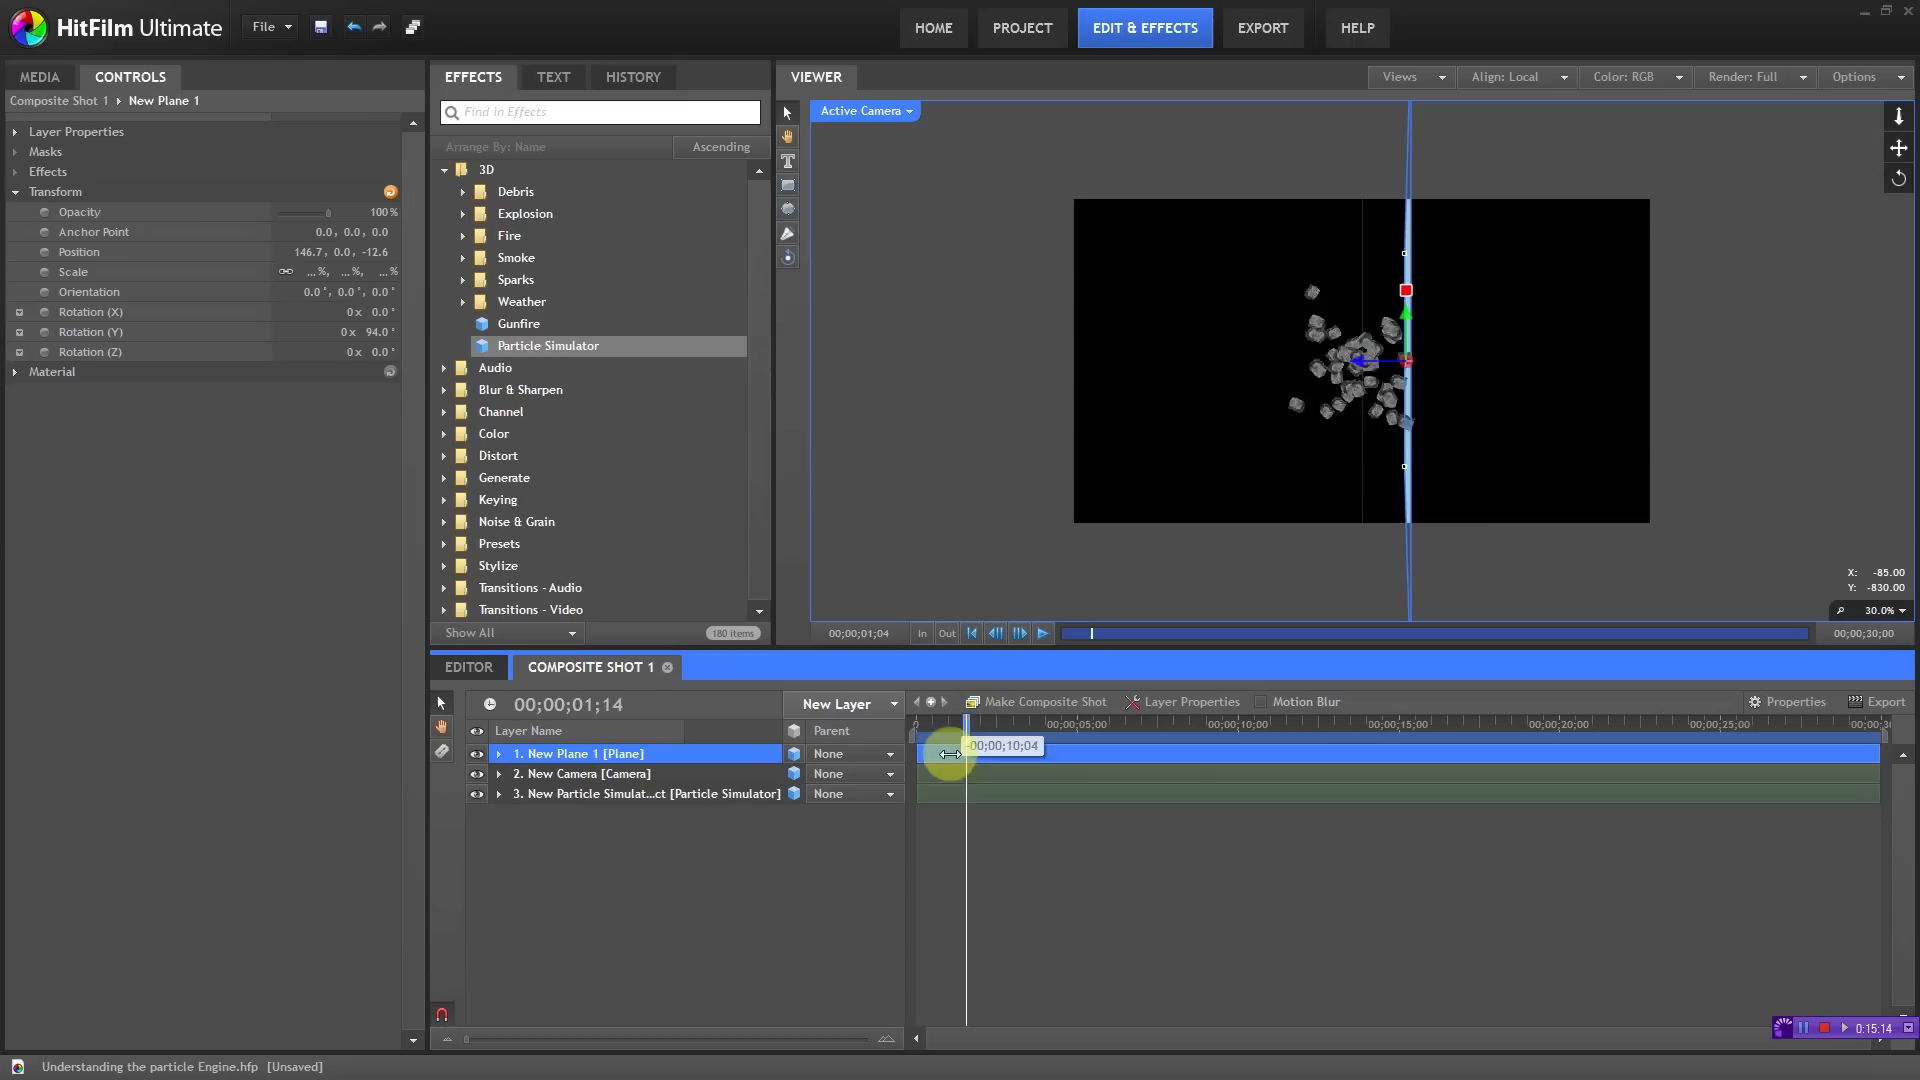 HitFilm Ultimate
File
HOME
PROJECT
EDIT & EFFECTS
EXPORT
HELP
MEDIA
CONTROLS
Composite Shot 1
New Plane 1
Layer Properties
Masks
Effects
Transform
Opacity
100%
Anchor Point
0.0, 0.0, 0.0
Position
146.7, 0.0, -12.6
Scale
...%, ...%, ...%
Orientation
0.0°, 0.0°, 0.0°
Rotation (X)
0x 0.0°
Rotation (Y)
0x 94.0°
Rotation (Z)
0x 0.0°
Material
EFFECTS
TEXT
HISTORY
Find in Effects
Arrange By: Name
Ascending
3D
Debris
Explosion
Fire
Smoke
Sparks
Weather
Gunfire
Particle Simulator
Audio
Blur & Sharpen
Channel
Color
Distort
Generate
Keying
Noise & Grain
Presets
Stylize
Transitions - Audio
Transitions - Video
Show All
180 items
VIEWER
Views
Align: Local
Color: RGB
Render: Full
Options
Active Camera
X: -85.00
Y: -830.00
30.0%
00;00;01;04
In
Out
00;00;30;00
EDITOR
COMPOSITE SHOT 1
00;00;01;14
New Layer
Make Composite Shot
Layer Properties
Motion Blur
Properties
Export
Layer Name
Parent
0
00;00;05;00
00;00;10;00
00;00;15;00
00;00;20;00
00;00;25;00
00;00;3
1. New Plane 1 [Plane]
None
-00;00;10;04
2. New Camera [Camera]
None
3. New Particle Simulat...ct [Particle Simulator]
None
0:15:14
Understanding the particle Engine.hfp [Unsaved]